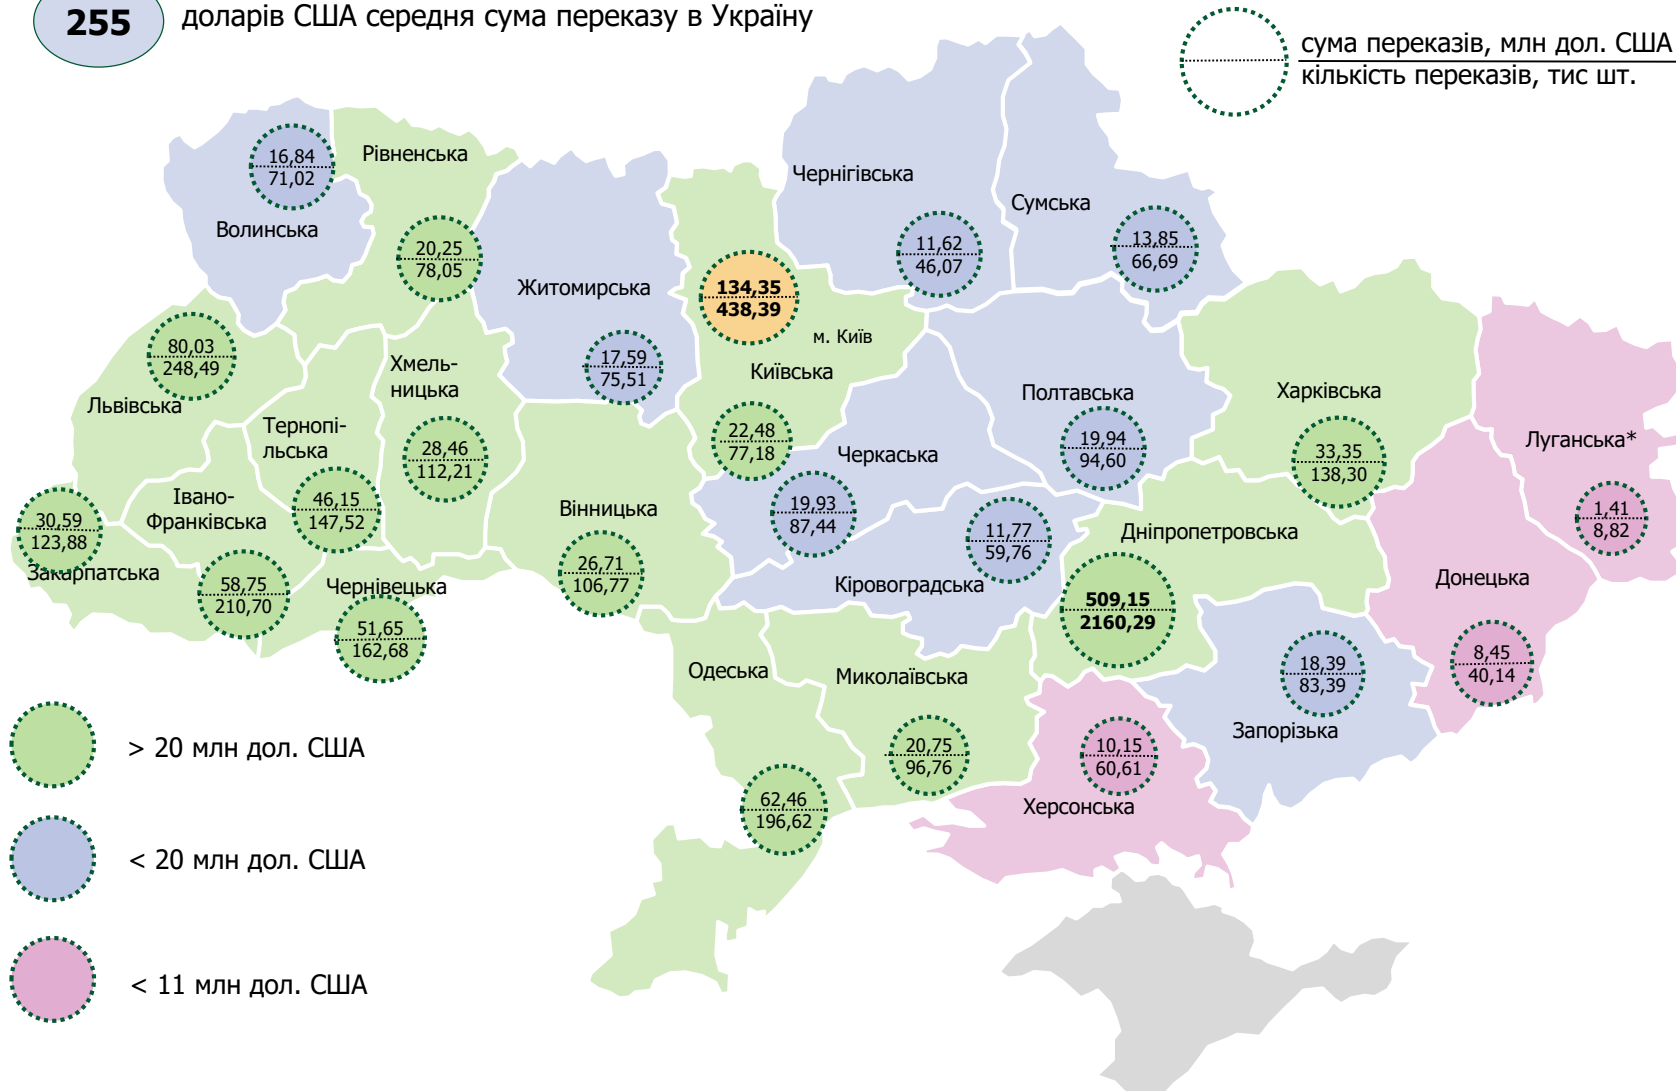 255
доларів США середня сума переказу в Україну
сума переказів, млн дол. США
кількість переказів, тис шт.
16,84
71,02
Волинська
Рівненська
20,25
78,05
Житомирська
17,59
75,51
134,35
438,39
м. Київ
Київська
22,48
77,18
Чернігівська
11,62
46,07
Сумська
13,85
66,69
80,03
248,49
Львівська
Хмель-
ницька
28,46
112,21
Тернопі-
льська
46,15
147,52
Івано-
Франківська
58,75
210,70
30,59
123,88
Закарпатська
Чернівецька
51,65
162,68
Вінницька
26,71
106,77
Черкаська
19,93
87,44
Полтавська
19,94
94,60
Харківська
33,35
138,30
Луганська*
1,41
8,82
Кіровоградська
11,77
59,76
Дніпропетровська
509,15
2160,29
Донецька
8,45
40,14
Запорізька
18,39
83,39
Одеська
62,46
196,62
Миколаївська
20,75
96,76
Херсонська
10,15
60,61
> 20 млн дол. США
< 20 млн дол. США
< 11 млн дол. США